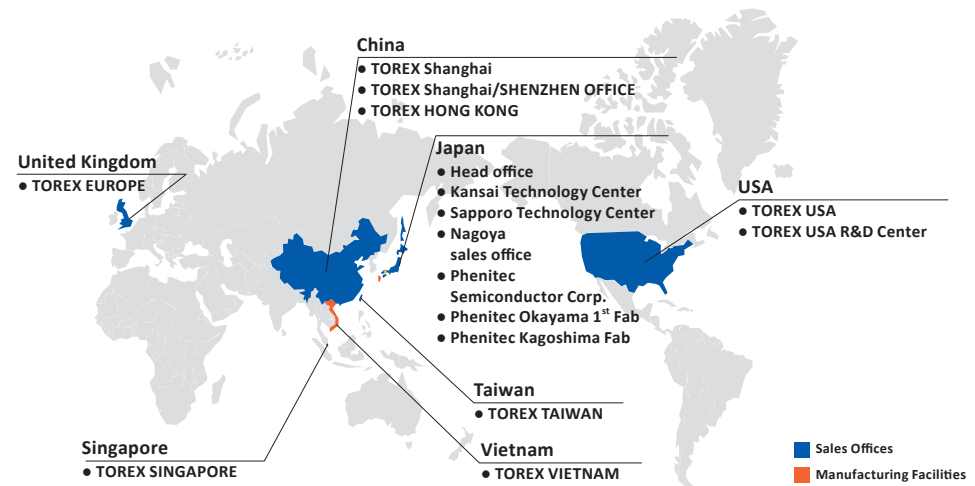 China
● TOREX Shanghai
● TOREX Shanghai/SHENZHEN OFFICE
● TOREX HONG KONG
United Kingdom
● TOREX EUROPE
Japan
● Head office
● Kansai Technology Center
● Sapporo Technology Center
● Nagoya
sales office
● Phenitec
Semiconductor Corp.
● Phenitec Okayama 1st Fab
● Phenitec Kagoshima Fab
USA
● TOREX USA
● TOREX USA R&D Center
Taiwan
● TOREX TAIWAN
Singapore
● TOREX SINGAPORE
Vietnam
● TOREX VIETNAM
Sales Offices
Manufacturing Facilities